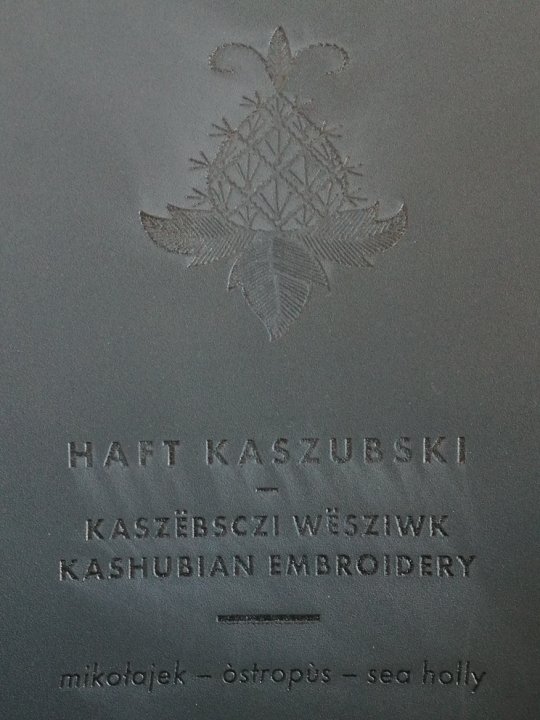 HAFT KASZUBSKI
–
KASZËBSCZI WËSZIWK
KASHUBIAN EMBROIDERY
mikołajek – òstropùs – sea holly